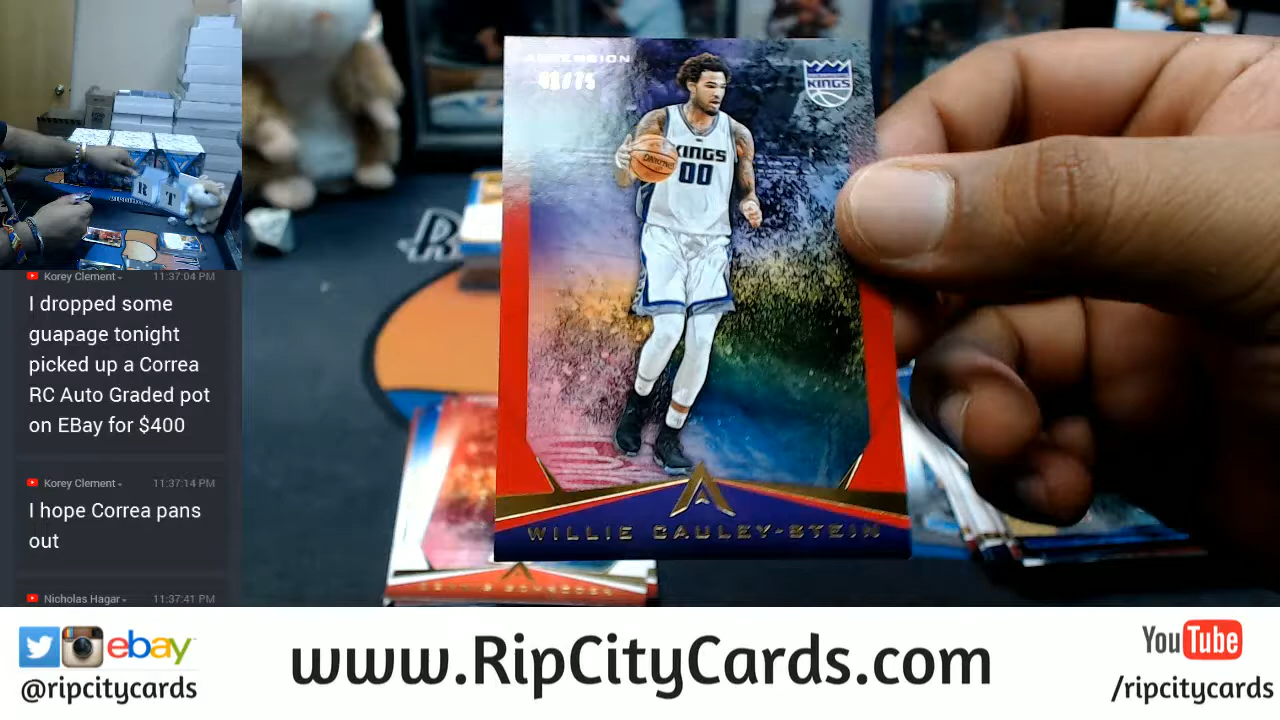 Korey Clement 11:37:04 PM
I dropped some
guapage tonight
picked up a Correa
RC Auto Graded pot
on EBay for $400
Korey Clement 11:37:14 PM
I hope Correa pans
out
Nicholas Hagar 11:37:41 PM
R T
ASCENSION
KINGS
KINGS
00
WILLIE CAULEY-STEIN
ebay
@ripcitycards
www.RipCityCards.com
YouTube
/ripcitycards